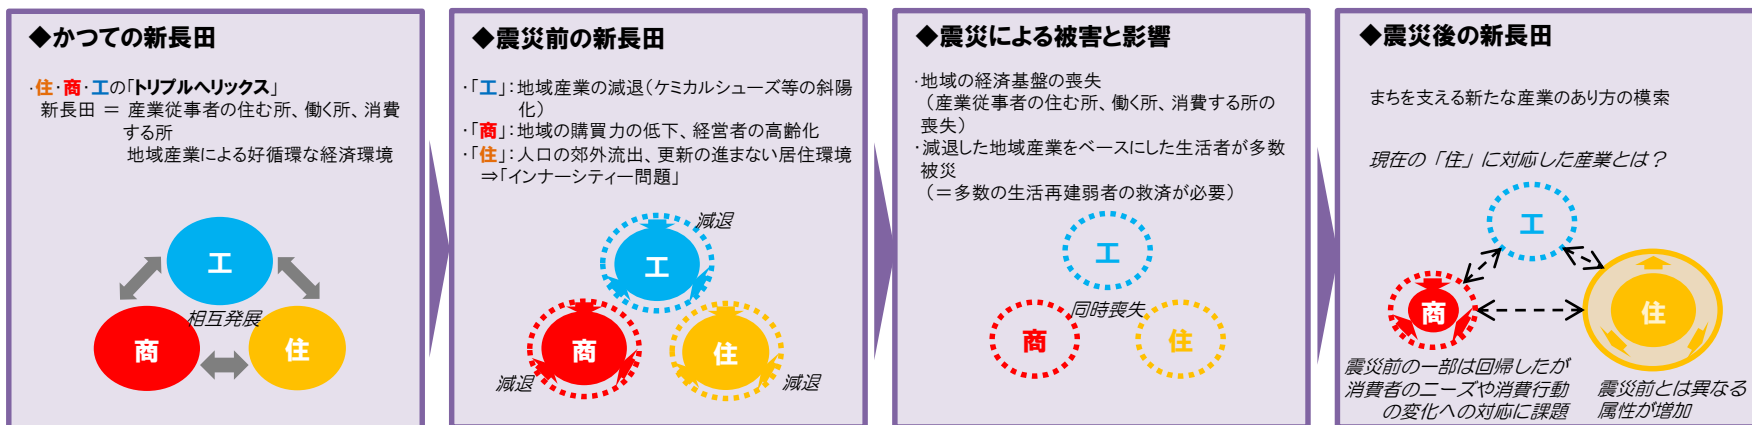 ◆かつての新長田
・住・商・工の「トリプルヘリックス」
新長田 ＝ 産業従事者の住む所、働く所、消費
する所
地域産業による好循環な経済環境
工
相互発展
商
住
◆震災前の新長田
・「工」：地域産業の減退（ケミカルシューズ等の斜陽
化）
・「商」：地域の購買力の低下、経営者の高齢化
・「住」：人口の郊外流出、更新の進まない居住環境
⇒「インナーシティー問題」
減退
工
商
住
減退
減退
◆震災による被害と影響
・地域の経済基盤の喪失
（産業従事者の住む所、働く所、消費する所の
喪失）
・減退した地域産業をベースにした生活者が多数
被災
（＝多数の生活再建弱者の救済が必要）
工
同時喪失
商
住
◆震災後の新長田
まちを支える新たな産業のあり方の模索
現在の「住」に対応した産業とは？
工
商
住
震災前の一部は回帰したが
消費者のニーズや消費行動
の変化への対応に課題
震災前とは異なる
属性が増加